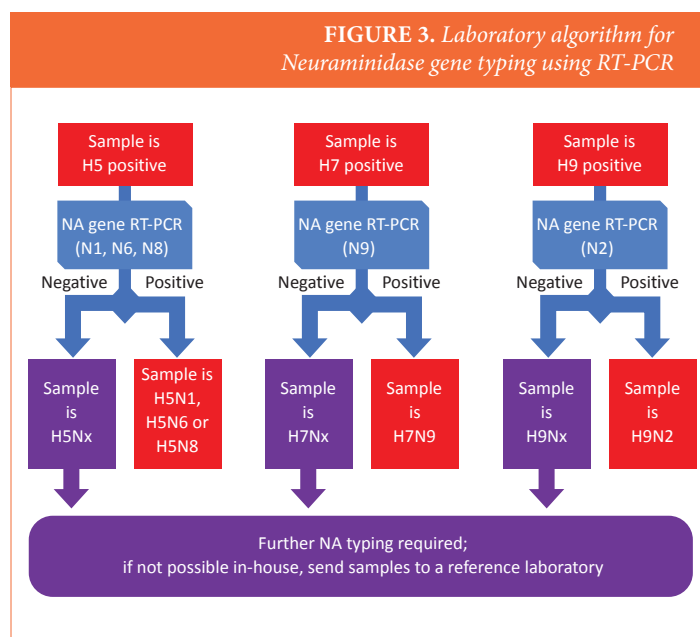 FIGURE 3. Laboratory algorithm for
Neuraminidase gene typing using RT-PCR
Sample is
H5 positive
NA gene RT-PCR
(N1, N6, N8)
Negative
Positive
Sample
is
H5Nx
Sample is
H5N1,
H5N6 or
H5N8
Sample is
H7 positive
NA gene RT-PCR
(N9)
Negative
Positive
Sample
is
H7Nx
Sample
is
H7N9
Sample is
H9 positive
NA gene RT-PCR
(N2)
Negative
Positive
Sample
is
H9Nx
Sample
is
H9N2
Further NA typing required;
if not possible in-house, send samples to a reference laboratory